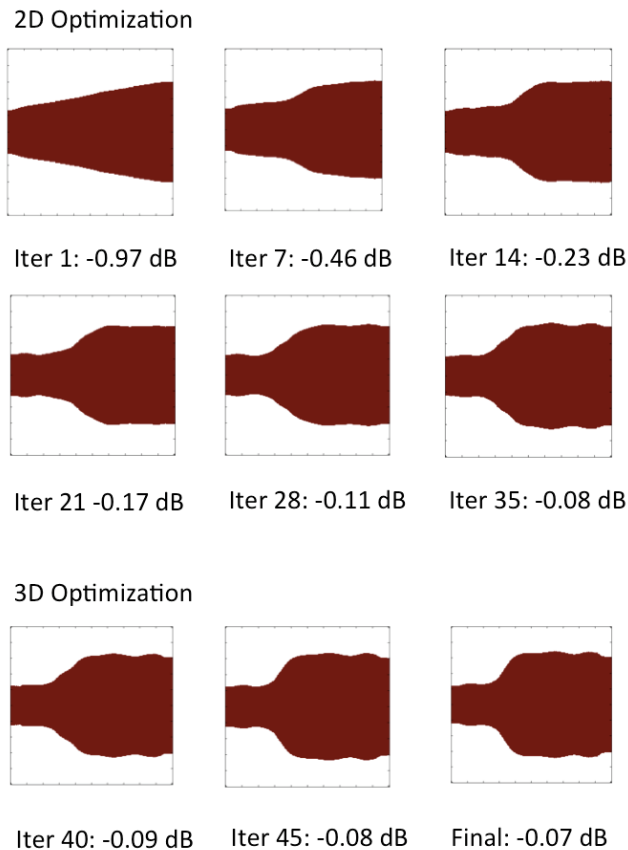 2D Optimization
Iter 1: -0.97 dB
Iter 7: -0.46 dB
Iter 14: -0.23 dB
Iter 21 -0.17 dB
Iter 28: -0.11 dB
Iter 35: -0.08 dB
3D Optimization
Iter 40: -0.09 dB
Iter 45: -0.08 dB
Final: -0.07 dB